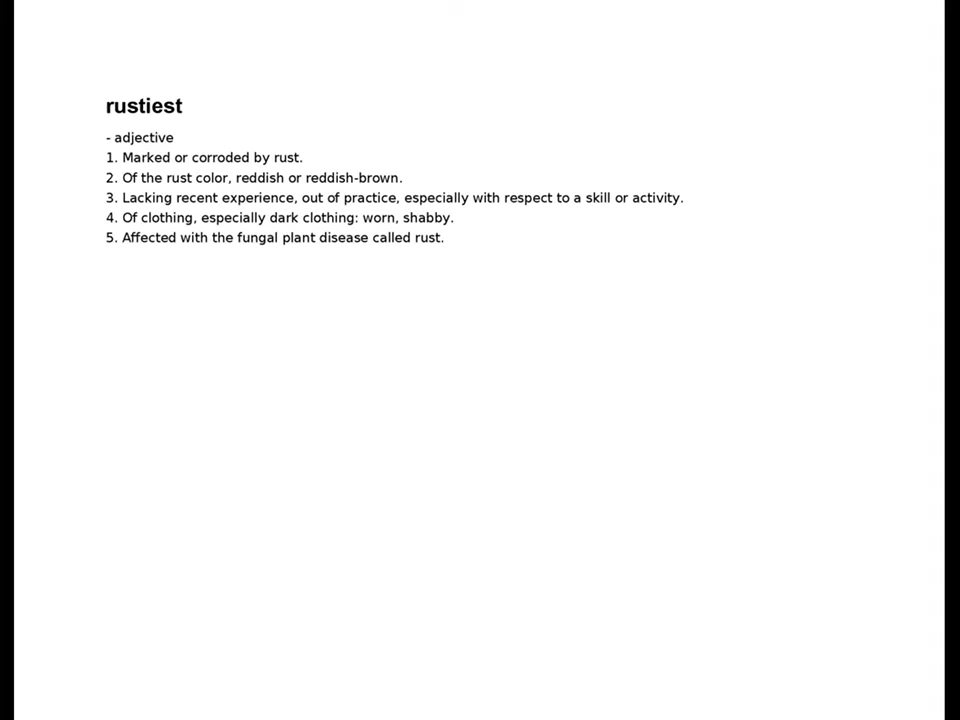 rustiest
- adjective
1. Marked or corroded by rust.
2. Of the rust color, reddish or reddish-brown.
3. Lacking recent experience, out of practice, especially with respect to a skill or activity.
4. Of clothing, especially dark clothing: worn, shabby.
5. Affected with the fungal plant disease called rust.